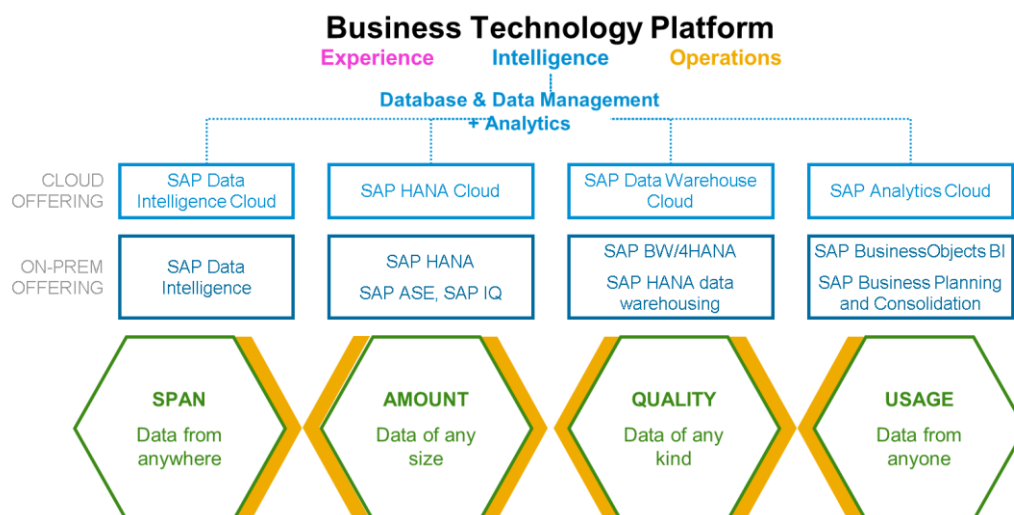 Business Technology Platform
Experience Intelligence Operations
Database & Data Management
+ Analytics
CLOUD
OFFERING
SAP Data
Intelligence Cloud
SAP HANA Cloud
SAP Data Warehouse
Cloud
SAP Analytics Cloud
ON-PREM
OFFERING
SAP Data
Intelligence
SAP HANA
SAP ASE, SAP IQ
SAP BW/4HANA
SAP HANA data
warehousing
SAP BusinessObjects BI
SAP Business Planning
and Consolidation
SPAN
Data from
anywhere
AMOUNT
Data of any
size
QUALITY
Data of any
kind
USAGE
Data from
anyone